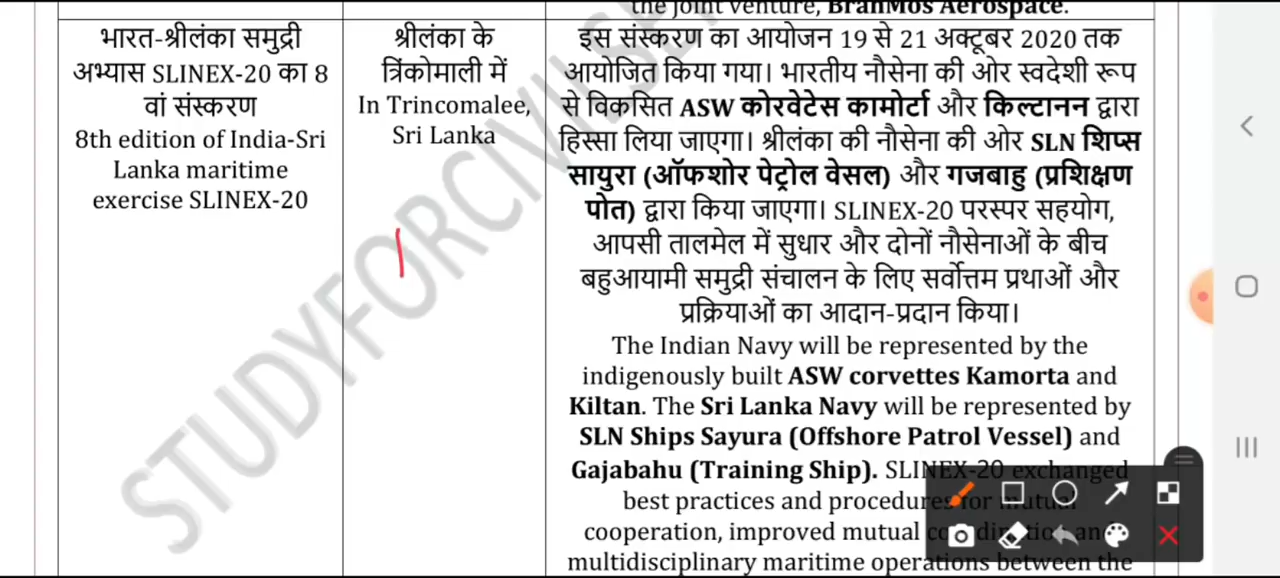 the joint venture, BrahMos Aerospace.
भारत-श्रीलंका समुद्री
अभ्यास SLINEX-20 का 8
वां संस्करण
8th edition of India-Sri
Lanka maritime
exercise SLINEX-20
श्रीलंका के
त्रिंकोमाली में
In Trincomalee,
Sri Lanka
इस संस्करण का आयोजन 19 से 21 अक्टूबर 2020 तक
आयोजित किया गया। भारतीय नौसेना की ओर स्वदेशी रूप
से विकसित ASW कोरवेटेस कामोर्टा और किल्टानन द्वारा
हिस्सा लिया जाएगा। श्रीलंका की नौसेना की ओर SLN शिप्स
सायुरा (ऑफशोर पेट्रोल वेसल) और गजबाहु (प्रशिक्षण
पोत) द्वारा किया जाएगा। SLINEX-20 परस्पर सहयोग,
आपसी तालमेल में सुधार और दोनों नौसेनाओं के बीच
बहुआयामी समुद्री संचालन के लिए सर्वोत्तम प्रथाओं और
प्रक्रियाओं का आदान-प्रदान किया।
The Indian Navy will be represented by the
indigenously built ASW corvettes Kamorta and
Kiltan. The Sri Lanka Navy will be represented by
SLN Ships Sayura (Offshore Patrol Vessel) and
Gajabahu (Training Ship). SLINEX-20 exchanged
best practices and procedures for mutual
cooperation, improved mutual
multidisciplinary maritime operations between the
STUDYFORCIVILSE